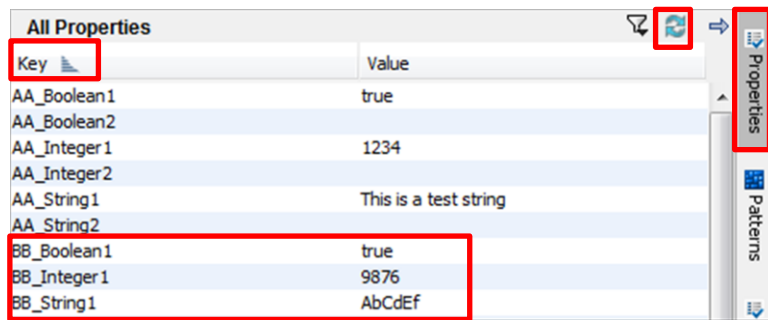 All Properties
Key Value
AA_Boolean1 true
AA_Boolean2
AA_Integer1 1234
AA_Integer2
AA_String1 This is a test string
AA_String2
BB_Boolean1 true
BB_Integer1 9876
BB_String1 AbCdEf
Properties
Patterns